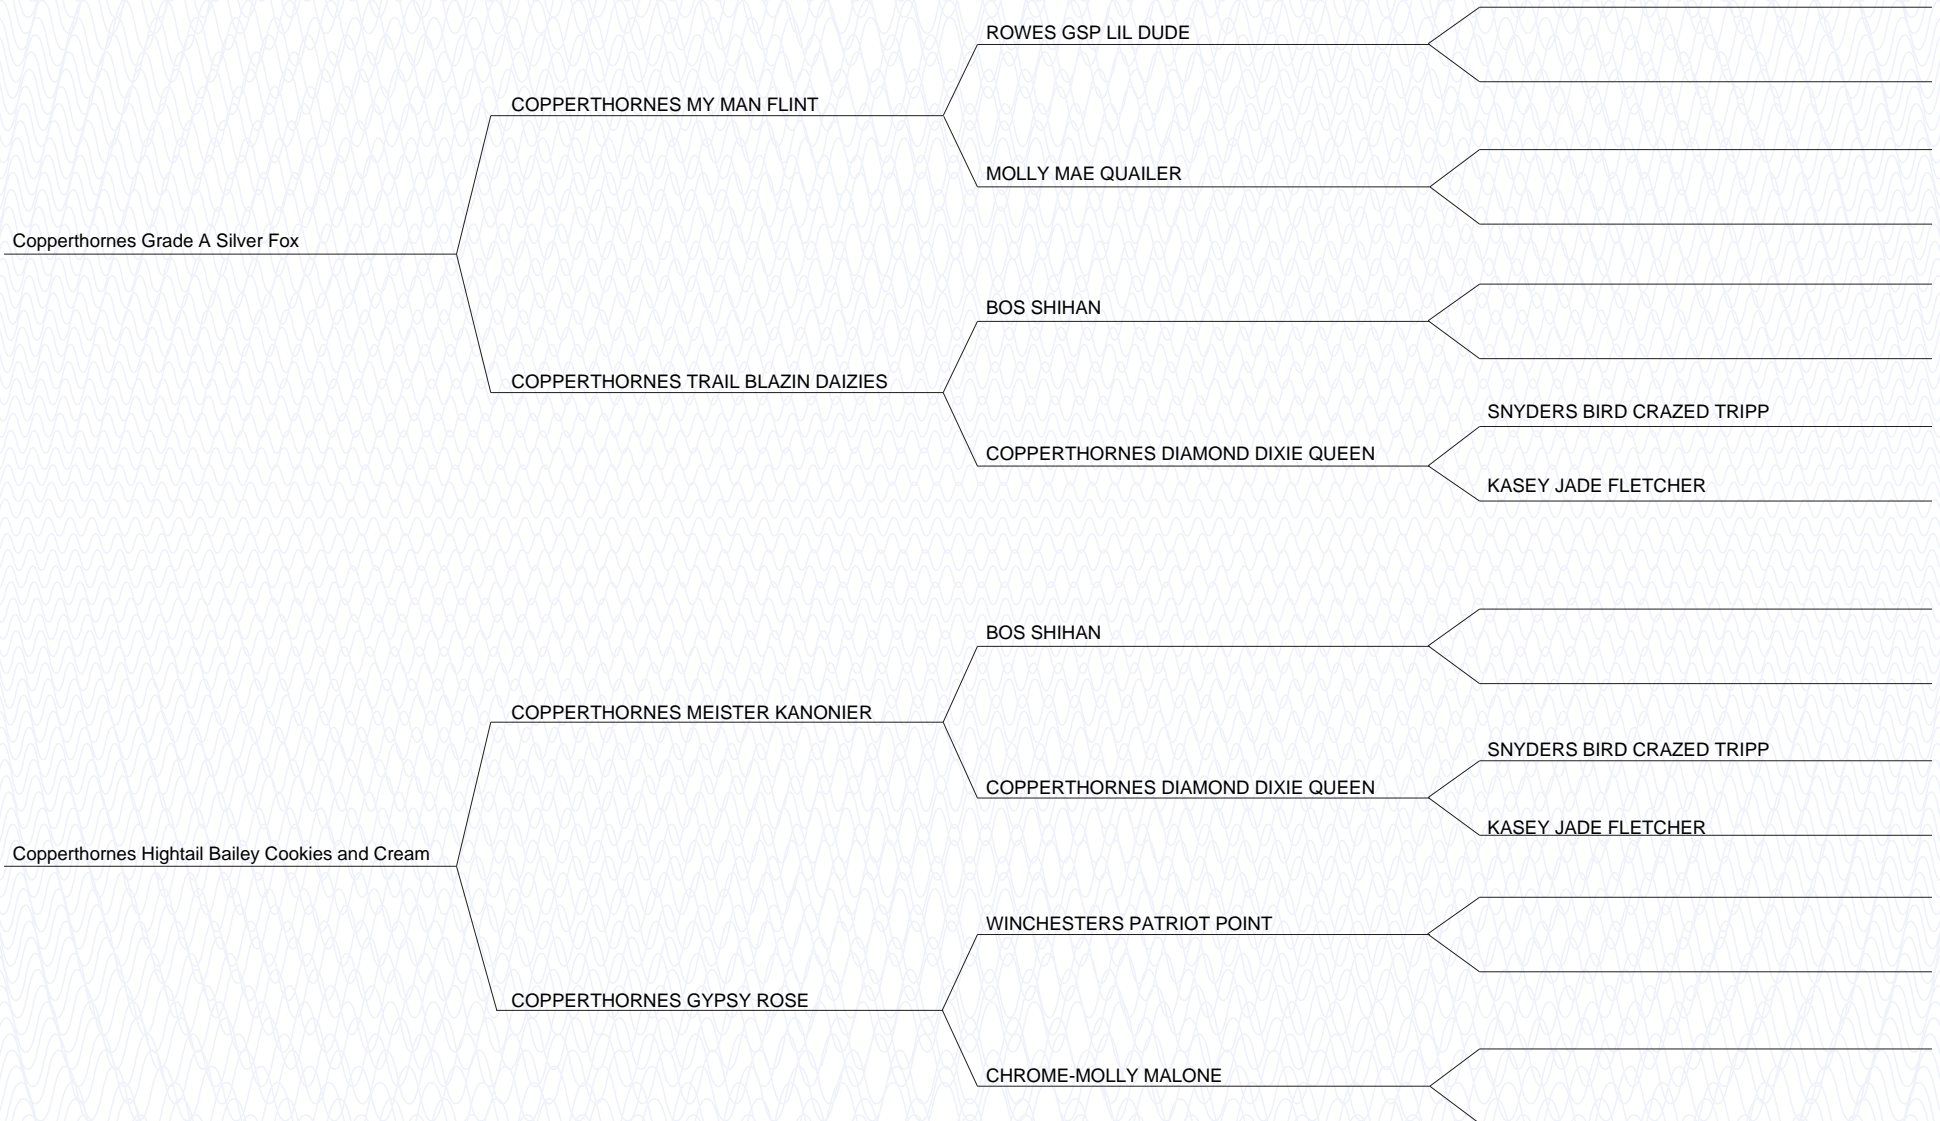 ROWES GSP LIL DUDE
COPPERTHORNES MY MAN FLINT
MOLLY MAE QUAILER
Copperthornes Grade A Silver Fox
BOS SHIHAN
COPPERTHORNES TRAIL BLAZIN DAIZIES
SNYDERS BIRD CRAZED TRIPP
COPPERTHORNES DIAMOND DIXIE QUEEN
KASEY JADE FLETCHER
BOS SHIHAN
COPPERTHORNES MEISTER KANONIER
SNYDERS BIRD CRAZED TRIPP
COPPERTHORNES DIAMOND DIXIE QUEEN
KASEY JADE FLETCHER
Copperthornes Hightail Bailey Cookies and Cream
WINCHESTERS PATRIOT POINT
COPPERTHORNES GYPSY ROSE
CHROME-MOLLY MALONE